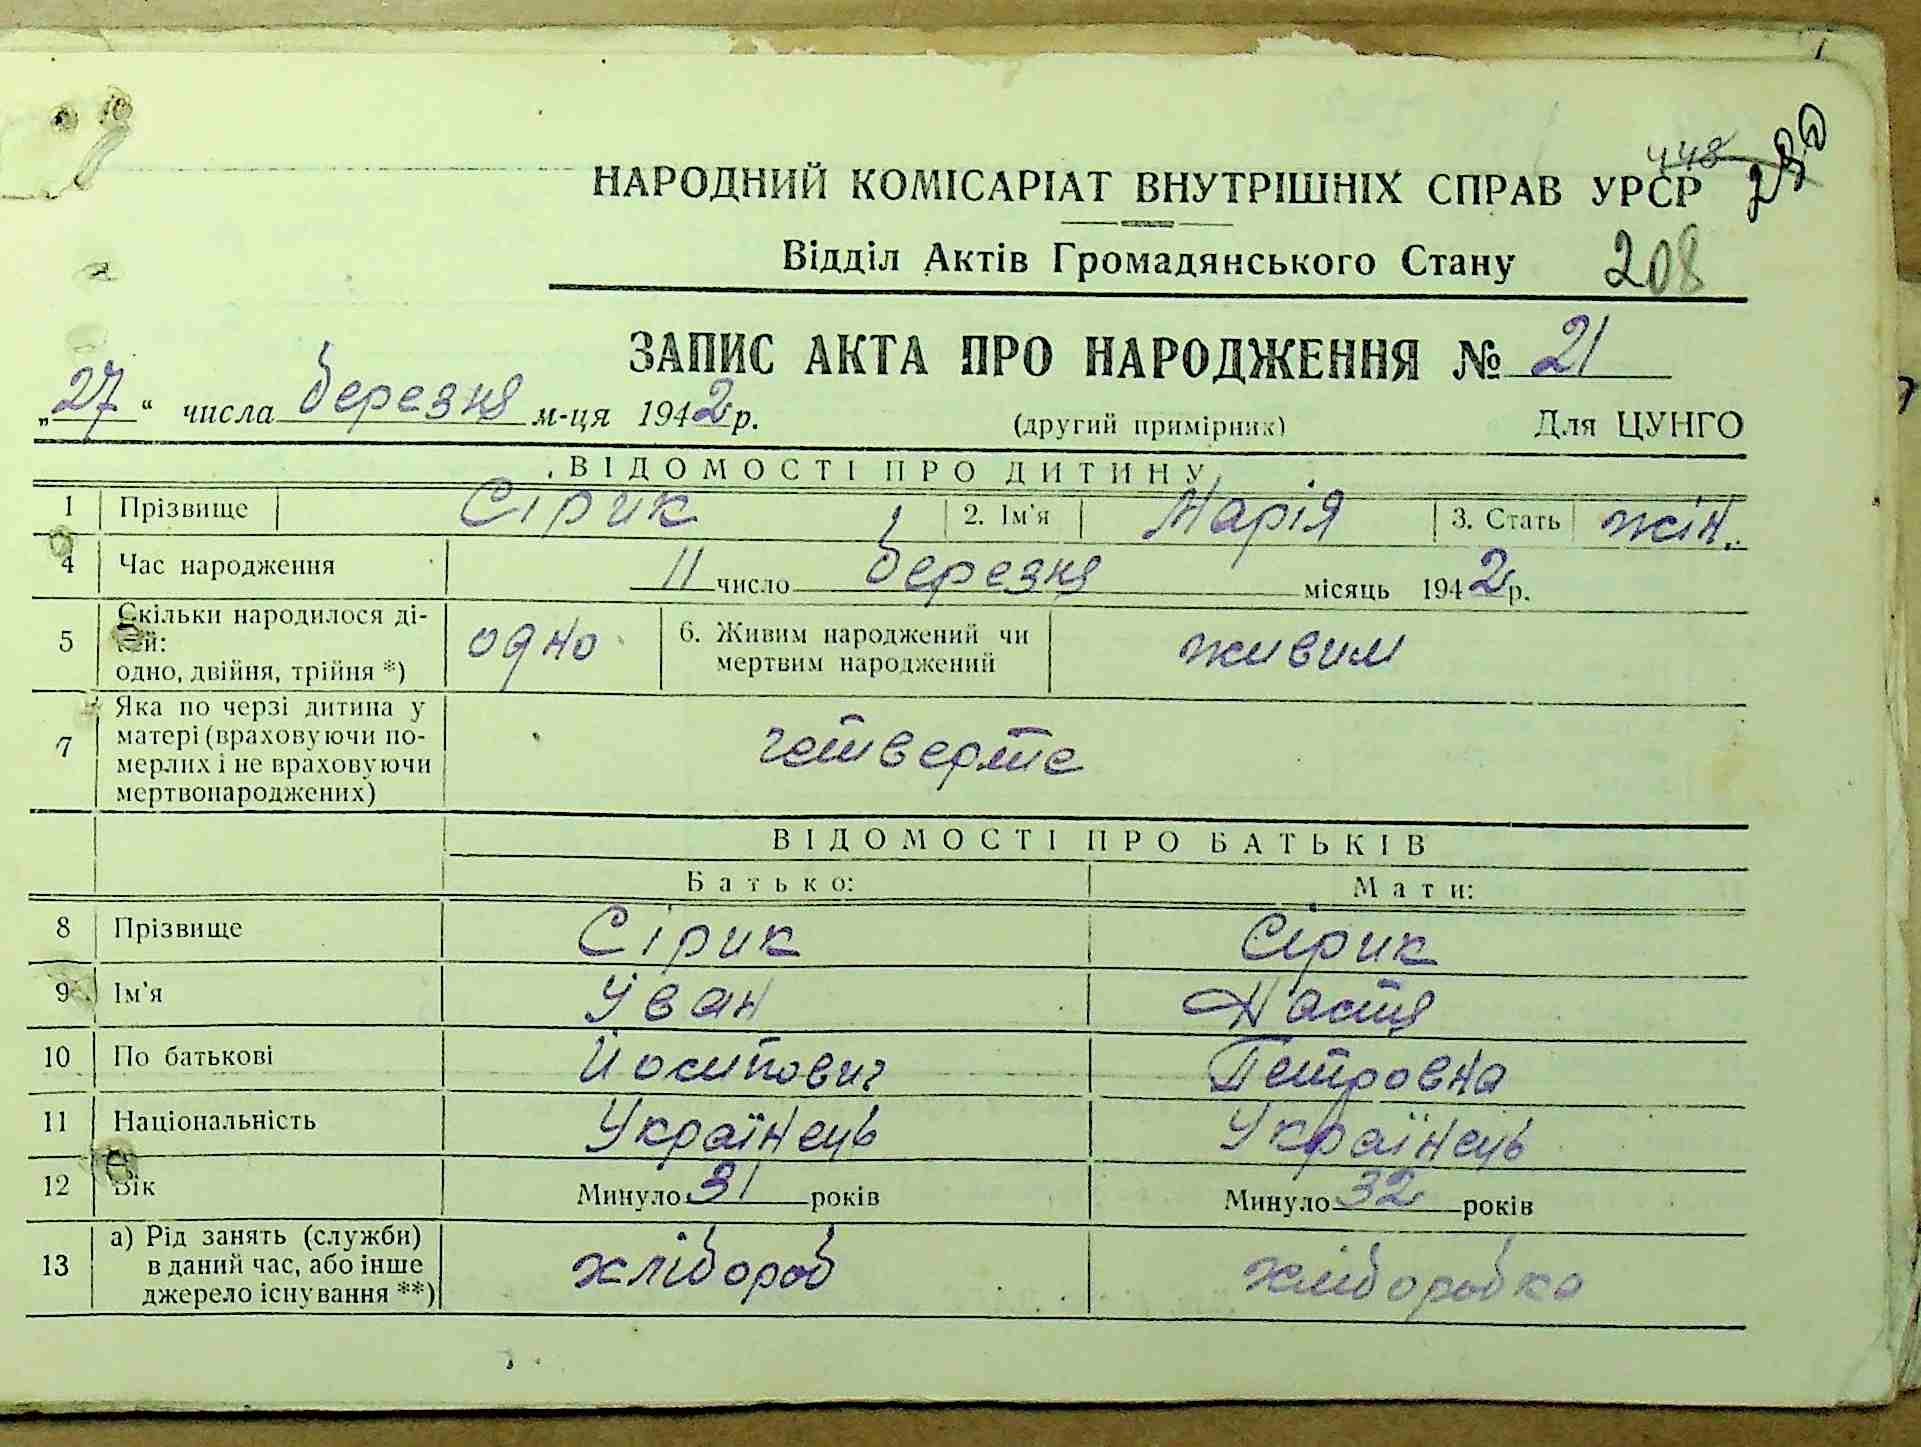 448
208
НАРОДНИЙ КОМІСАРІАТ ВНУТРІШНІХ СПРАВ УРСР
Відділ Актів Громадянського Стану
ЗАПИС АКТА ПРО НАРОДЖЕННЯ № 21
„27“ числа березня м-ця 1942 р. (другий примірник) Для ЦУНГО
ВІДОМОСТІ ПРО ДИТИНУ
1 Прізвище Сірик 2. Ім'я Марія 3. Стать жін.
4 Час народження 11 число березня місяць 1942 р.
5 Скільки народилося ді-
тей:
одно, двійня, трійня *) одно 6. Живим народжений чи
мертвим народжений живим
7 Яка по черзі дитина у
матері (враховуючи по-
мерлих і не враховуючи
мертвонароджених) четверте
ВІДОМОСТІ ПРО БАТЬКІВ
Батько: Мати:
8 Прізвище Сірик Сірик
9 Ім'я Іван Настя
10 По батькові Йосипович Петровна
11 Національність Українець Українець
12 Вік Минуло 31 років Минуло 32 років
13 а) Рід занять (служби)
в даний час, або інше
джерело існування **) хлібороб хліборобка